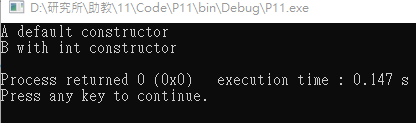 D:\研究所\助教\11\Code\P11\bin\Debug\P11.exe
A default constructor
B with int constructor
Process returned 0 (0x0)   execution time : 0.147 s
Press any key to continue.